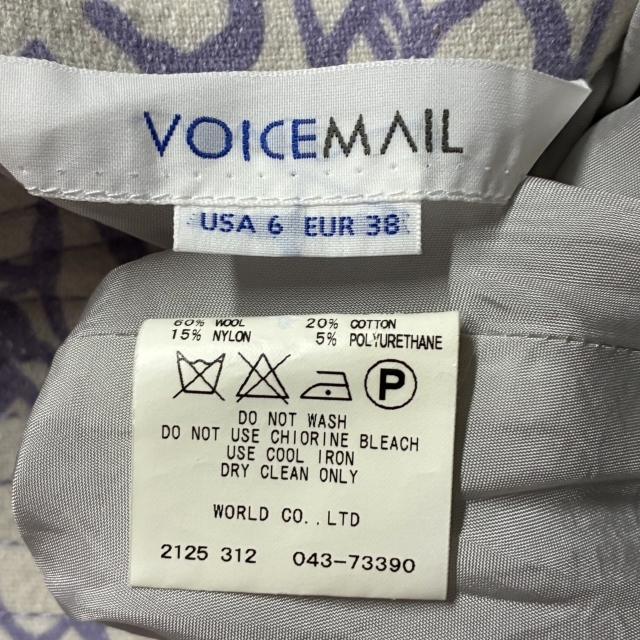 VOICEMAIL
USA 6 EUR 38
60% WOOL 20% COTTON
15% NYLON 5% POLYURETHANE
P
DO NOT WASH
DO NOT USE CHIORINE BLEACH
USE COOL IRON
DRY CLEAN ONLY
WORLD CO.,LTD
2125 312 043-73390